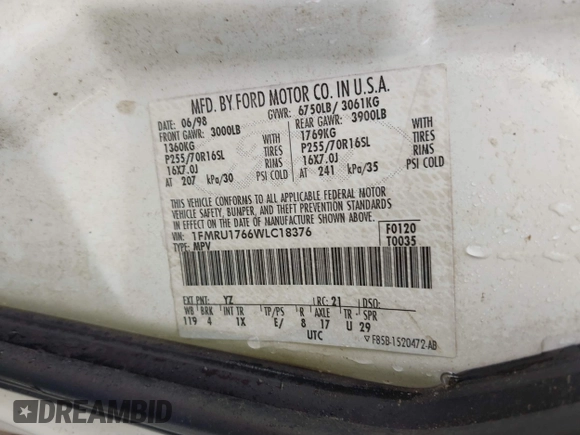 MFD. BY FORD MOTOR CO. IN U.S.A.
DATE: 06/98 GVWR: 6750LB/ 3061KG
FRONT GAWR: 3000LB REAR GAWR: 3900LB
1360KG 1769KG
P255/70R16SL TIRES P255/70R16SL TIRES
16X7.0J RIMS 16X7.0J RIMS
AT 207 kPa/30 PSI COLD AT 241 kPa/35 PSI COLD
THIS VEHICLE CONFORMS TO ALL APPLICABLE FEDERAL MOTOR
VEHICLE SAFETY, BUMPER, AND THEFT PREVENTION STANDARDS
IN EFFECT ON THE DATE OF MANUFACTURE SHOWN ABOVE.
VIN: 1FMRU1766WLC18376 F0120
TYPE: MPV T0035
EXT PNT: YZ RC: 21 DSO:
WB BRK INT TR TP/PS R AXLE TR SPR
119 4 1X E/ 8 17 U 29
UTC ▽ F85B-1520472-AB
DREAMBID